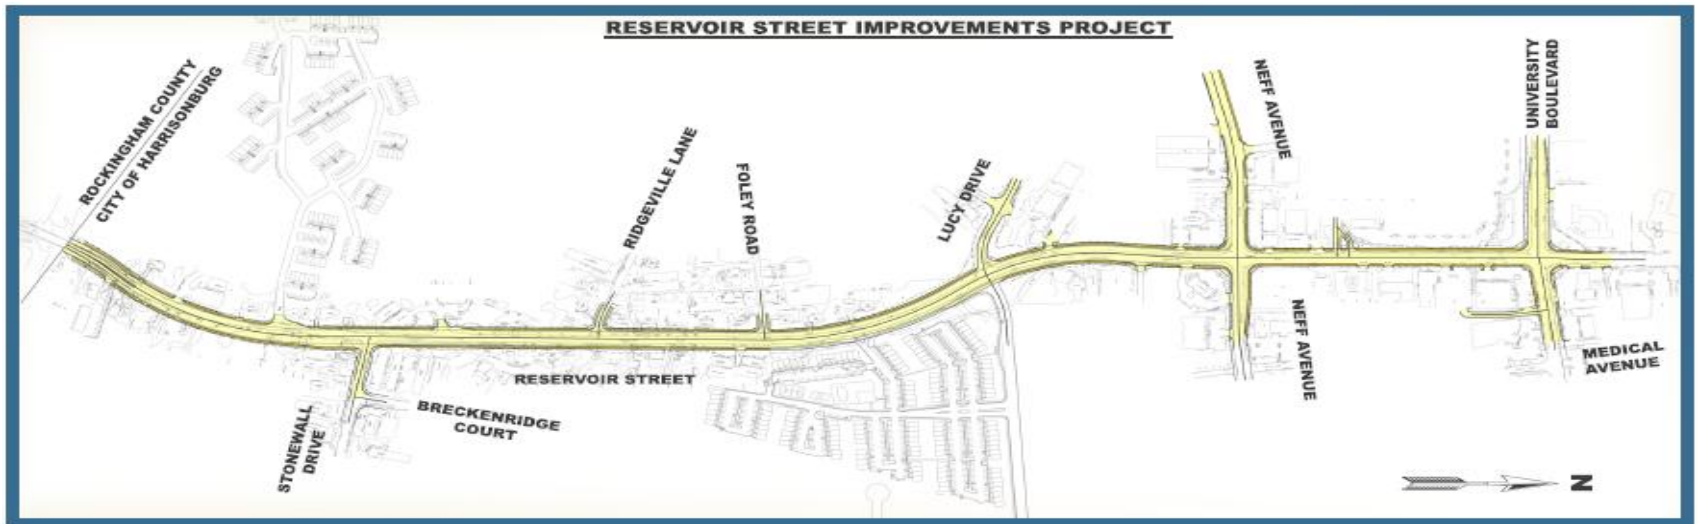 RESERVOIR STREET IMPROVEMENTS PROJECT
ROCKINGHAM COUNTY
CITY OF HARRISONBURG
RIDGEVILLE LANE
FOLEY ROAD
LUCY DRIVE
NEFF AVENUE
UNIVERSITY
BOULEVARD
RESERVOIR STREET
STONEWALL
DRIVE
BRECKENRIDGE
COURT
NEFF AVENUE
MEDICAL
AVENUE
N